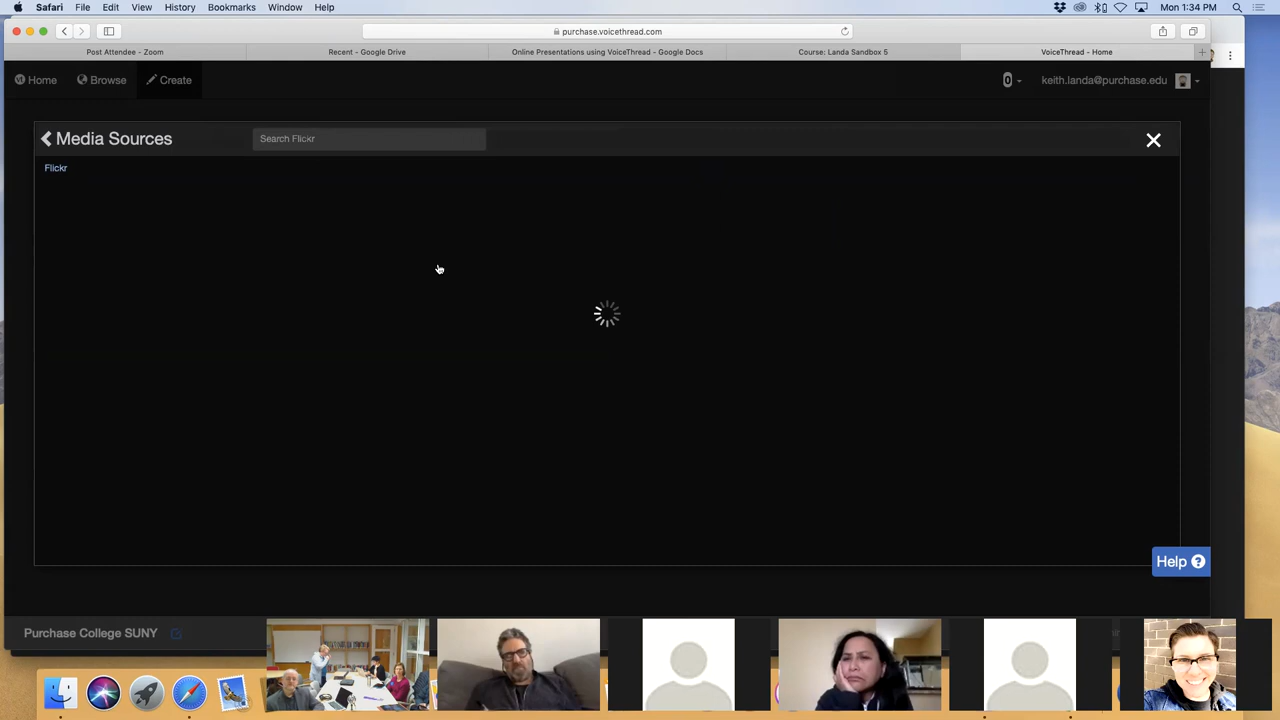 Safari File Edit View History Bookmarks Window Help Mon 1:34 PM
purchase.voicethread.com
Post Attendee - Zoom Recent - Google Drive Online Presentations using VoiceThread - Google Docs Course: Landa Sandbox 5 VoiceThread - Home
Home Browse Create 0 keith.landa@purchase.edu
Media Sources Search Flickr
Flickr
Help ?
Purchase College SUNY